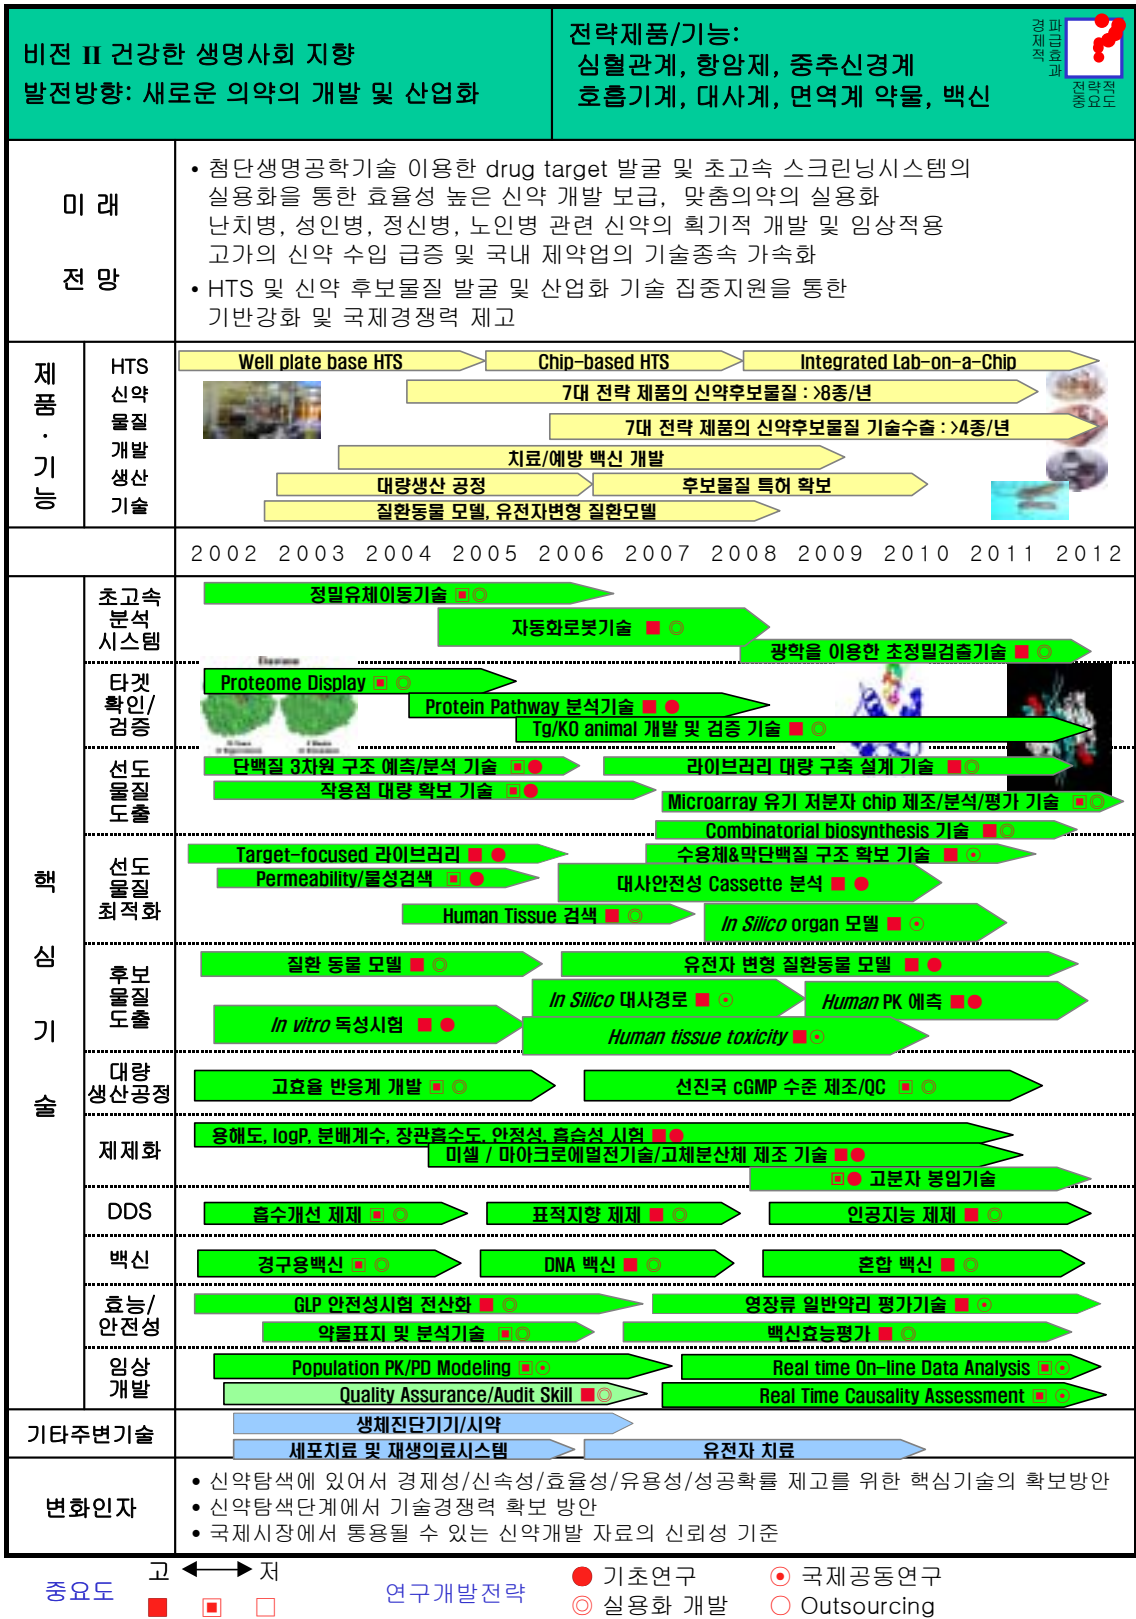 비전 II 건강한 생명사회 지향
발전방향: 새로운 의약의 개발 및 산업화
전략제품/기능:
심혈관계, 항암제, 중추신경계
호흡기계, 대사계, 면역계 약물, 백신
경제적
파급효과
전략적
중요도
미 래
전 망
• 첨단생명공학기술 이용한 drug target 발굴 및 초고속 스크린닝시스템의
실용화을 통한 효율성 높은 신약 개발 보급, 맞춤의약의 실용화
난치병, 성인병, 정신병, 노인병 관련 신약의 획기적 개발 및 임상적용
고가의 신약 수입 급증 및 국내 제약업의 기술종속 가속화
• HTS 및 신약 후보물질 발굴 및 산업화 기술 집중지원을 통한
기반강화 및 국제경쟁력 제고
제품·기능
HTS
신약
물질
개발
생산
기술
Well plate base HTS
Chip-based HTS
Integrated Lab-on-a-Chip
7대 전략 제품의 신약후보물질 : >8종/년
7대 전략 제품의 신약후보물질 기술수출 : >4종/년
치료/예방 백신 개발
대량생산 공정
후보물질 특허 확보
질환동물 모델, 유전자변형 질환모델
2002 2003 2004 2005 2006 2007 2008 2009 2010 2011 2012
핵심기술
초고속
분석
시스템
정밀유체이동기술 ▣◎
자동화로봇기술 ■ ◎
광학을 이용한 초정밀검출기술 ■ ◎
타겟
확인/
검증
Proteome Display ▣ ◎
Protein Pathway 분석기술 ■ ●
Tg/KO animal 개발 및 검증 기술 ■ ◎
선도
물질
도출
단백질 3차원 구조 예측/분석 기술 ▣●
라이브러리 대량 구축 설계 기술 ■◎
작용점 대량 확보 기술 ▣●
Microarray 유기 저분자 chip 제조/분석/평가 기술 ▣◎
Combinatorial biosynthesis 기술 ■◎
선도
물질
최적화
Target-focused 라이브러리 ■ ●
수용체&막단백질 구조 확보 기술 ■ ⊙
Permeability/물성검색 ▣ ●
대사안전성 Cassette 분석 ■ ●
Human Tissue 검색 ■ ◎
In Silico organ 모델 ■ ⊙
후보
물질
도출
질환 동물 모델 ■ ◎
유전자 변형 질환동물 모델 ■ ●
In Silico 대사경로 ■ ⊙
Human PK 예측 ■●
In vitro 독성시험 ■ ●
Human tissue toxicity ■⊙
대량
생산공정
고효율 반응계 개발 ▣ ◎
선진국 cGMP 수준 제조/QC ▣ ◎
제제화
용해도, logP, 분배계수, 장관흡수도, 안정성, 흡습성 시험 ■●
미셀 / 마아크로에멀전기술/고체분산체 제조 기술 ■●
▣● 고분자 봉입기술
DDS
흡수개선 제제 ▣ ◎
표적지향 제제 ■ ◎
인공지능 제제 ■ ◎
백신
경구용백신 ▣ ◎
DNA 백신 ■ ◎
혼합 백신 ■ ◎
효능/
안전성
GLP 안전성시험 전산화 ■ ◎
영장류 일반약리 평가기술 ■ ⊙
약물표지 및 분석기술 ▣◎
백신효능평가 ■ ◎
임상
개발
Population PK/PD Modeling ▣⊙
Real time On-line Data Analysis ▣ ⊙
Quality Assurance/Audit Skill ■◎
Real Time Causality Assessment ▣ ⊙
기타주변기술
생체진단기기/시약
세포치료 및 재생의료시스템
유전자 치료
변화인자
• 신약탐색에 있어서 경제성/신속성/효율성/유용성/성공확률 제고를 위한 핵심기술의 확보방안
• 신약탐색단계에서 기술경쟁력 확보 방안
• 국제시장에서 통용될 수 있는 신약개발 자료의 신뢰성 기준
중요도
고 ↔ 저
■ ▣ □
연구개발전략
● 기초연구
⊙ 국제공동연구
◎ 실용화 개발
○ Outsourcing